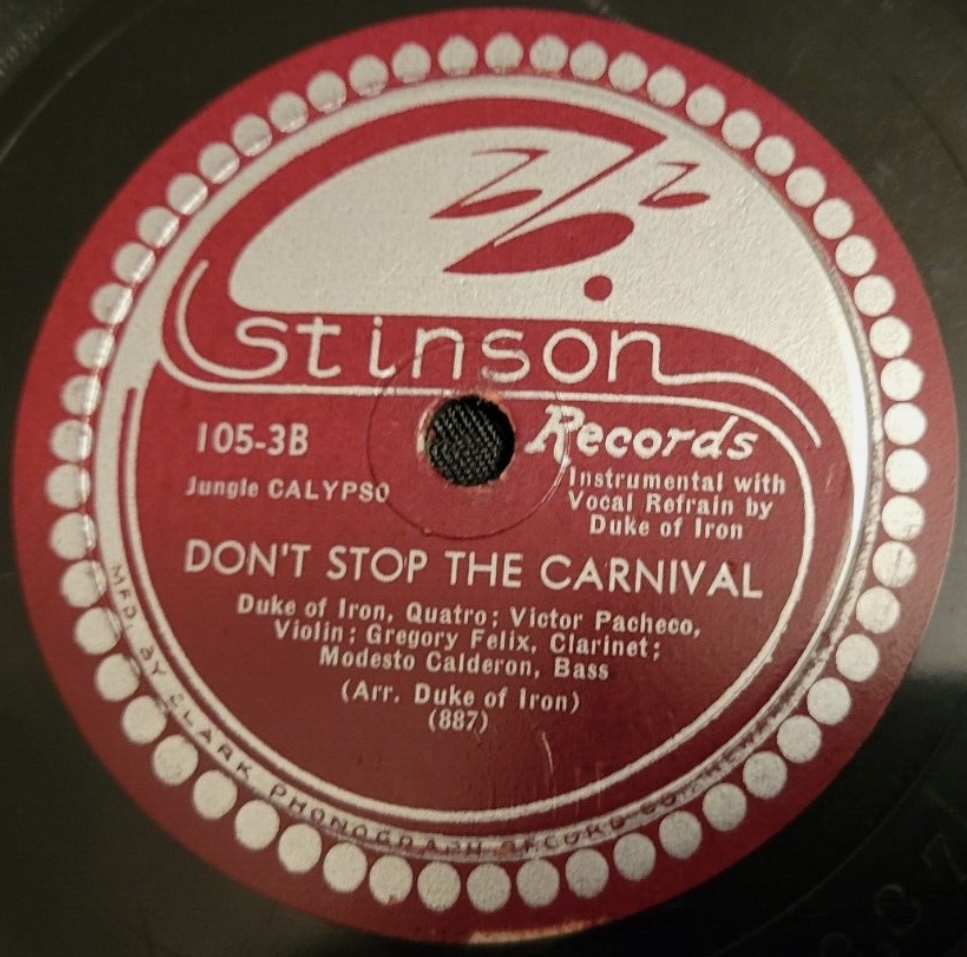 Stinson
Records
105-3B
Jungle CALYPSO
Instrumental with
Vocal Refrain by
Duke of Iron
DON'T STOP THE CARNIVAL
Duke of Iron, Quatro; Victor Pacheco,
Violin; Gregory Felix, Clarinet;
Modesto Calderon, Bass
(Arr. Duke of Iron)
(887)
MFD. BY CLARK PHONOGRAPH RECORD CO.